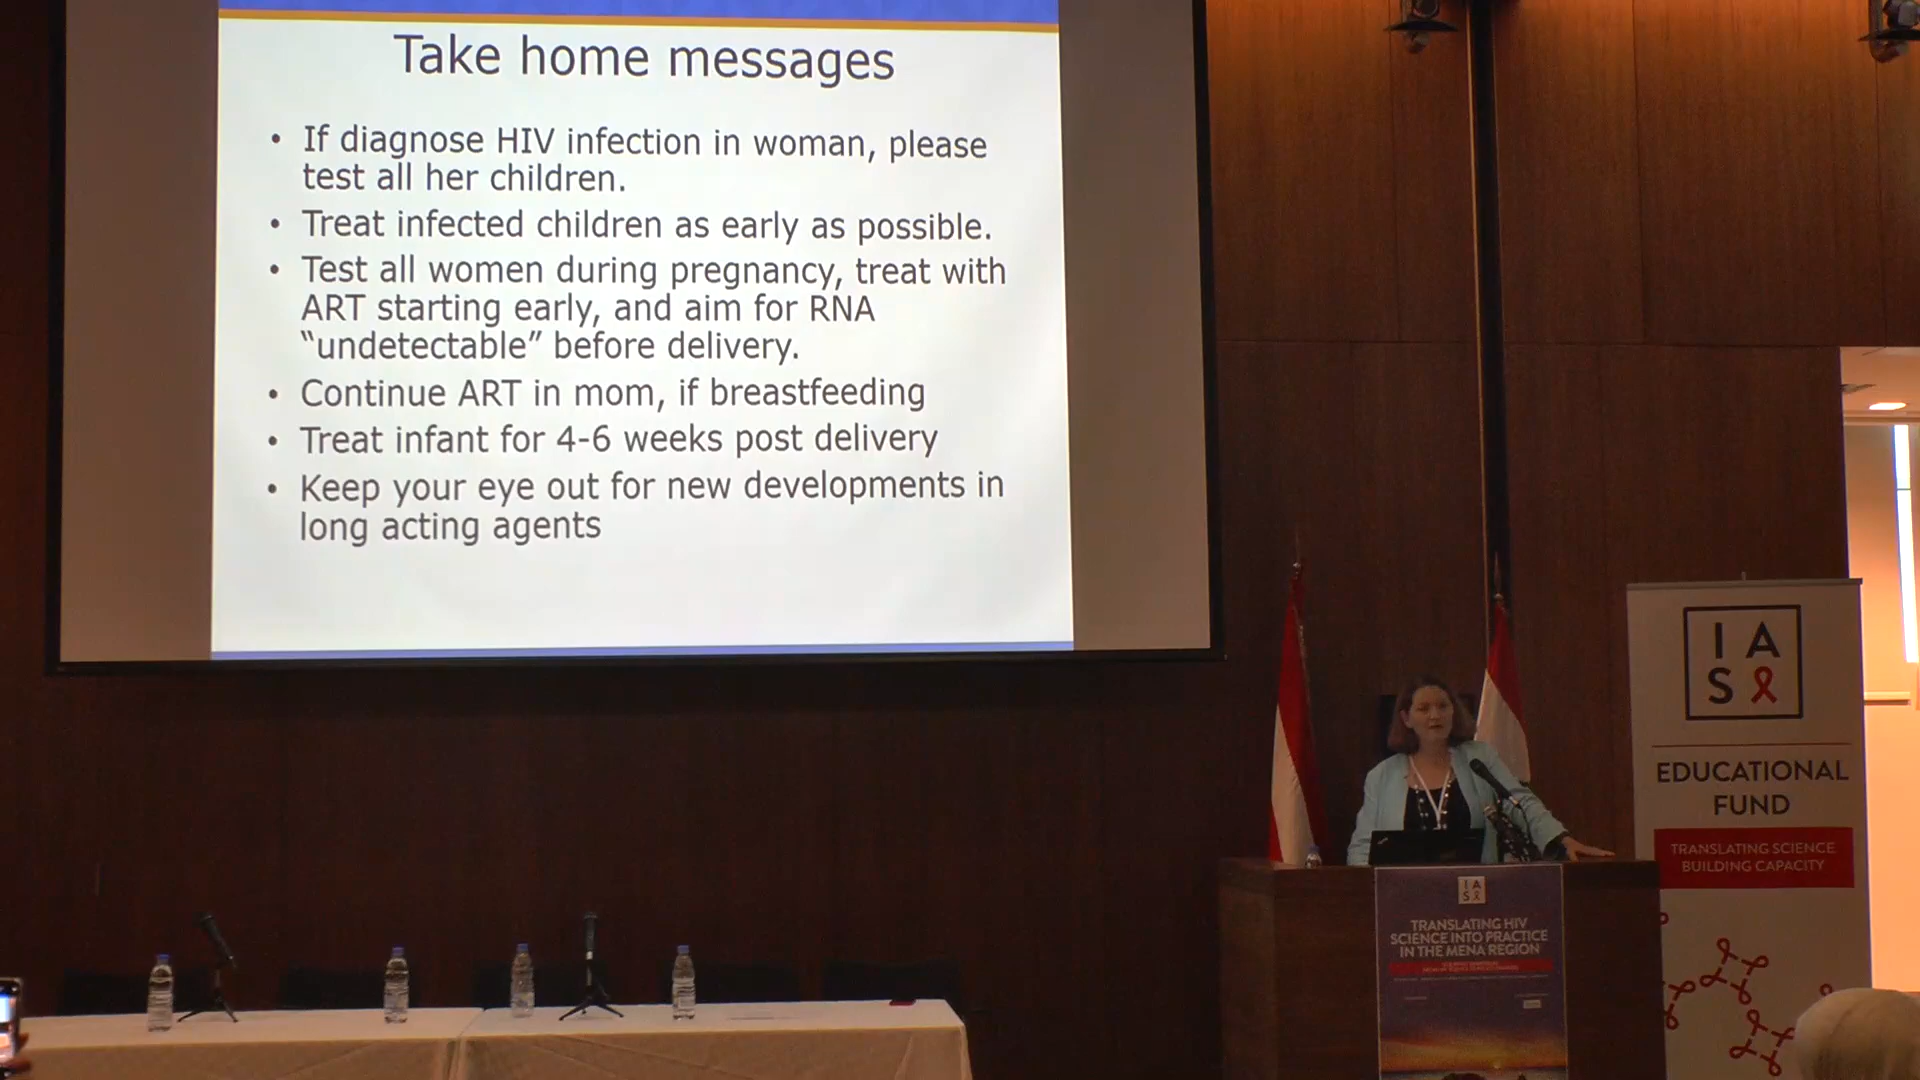 Take home messages
• If diagnose HIV infection in woman, please
test all her children.
• Treat infected children as early as possible.
• Test all women during pregnancy, treat with
ART starting early, and aim for RNA
“undetectable” before delivery.
• Continue ART in mom, if breastfeeding
• Treat infant for 4-6 weeks post delivery
• Keep your eye out for new developments in
long acting agents
I A
S
EDUCATIONAL
FUND
TRANSLATING SCIENCE
BUILDING CAPACITY
I A
S
TRANSLATING HIV
SCIENCE INTO PRACTICE
IN THE MENA REGION